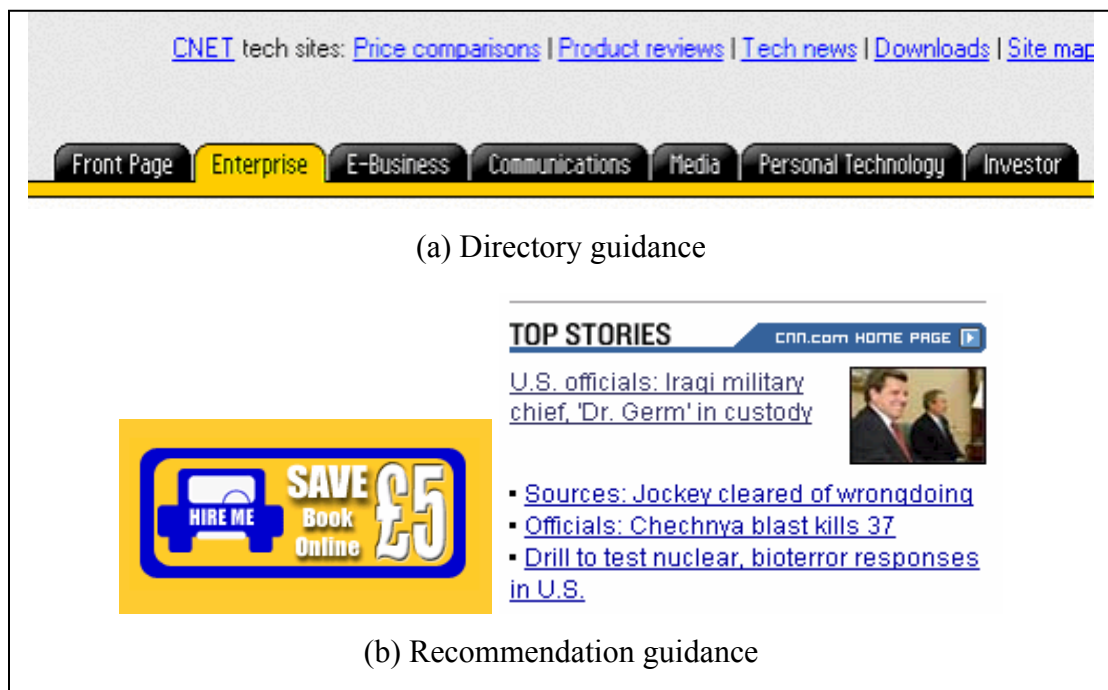 CNET tech sites: Price comparisons | Product reviews | Tech news | Downloads | Site map
Front Page Enterprise E-Business Communications Media Personal Technology Investor
(a) Directory guidance
TOP STORIES CNN.com HOME PAGE
U.S. officials: Iraqi military
chief, 'Dr. Germ' in custody
HIRE ME
SAVE £5
Book
Online
▪ Sources: Jockey cleared of wrongdoing
▪ Officials: Chechnya blast kills 37
▪ Drill to test nuclear, bioterror responses
in U.S.
(b) Recommendation guidance